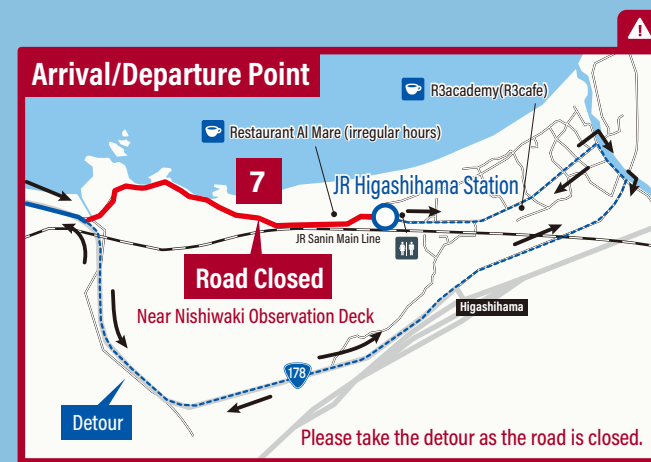 Arrival/Departure Point
R3academy(R3cafe)
Restaurant Al Mare (irregular hours)
7
JR Higashihama Station
JR Sanin Main Line
Road Closed
Near Nishiwaki Observation Deck
Higashihama
178
Detour
Please take the detour as the road is closed.